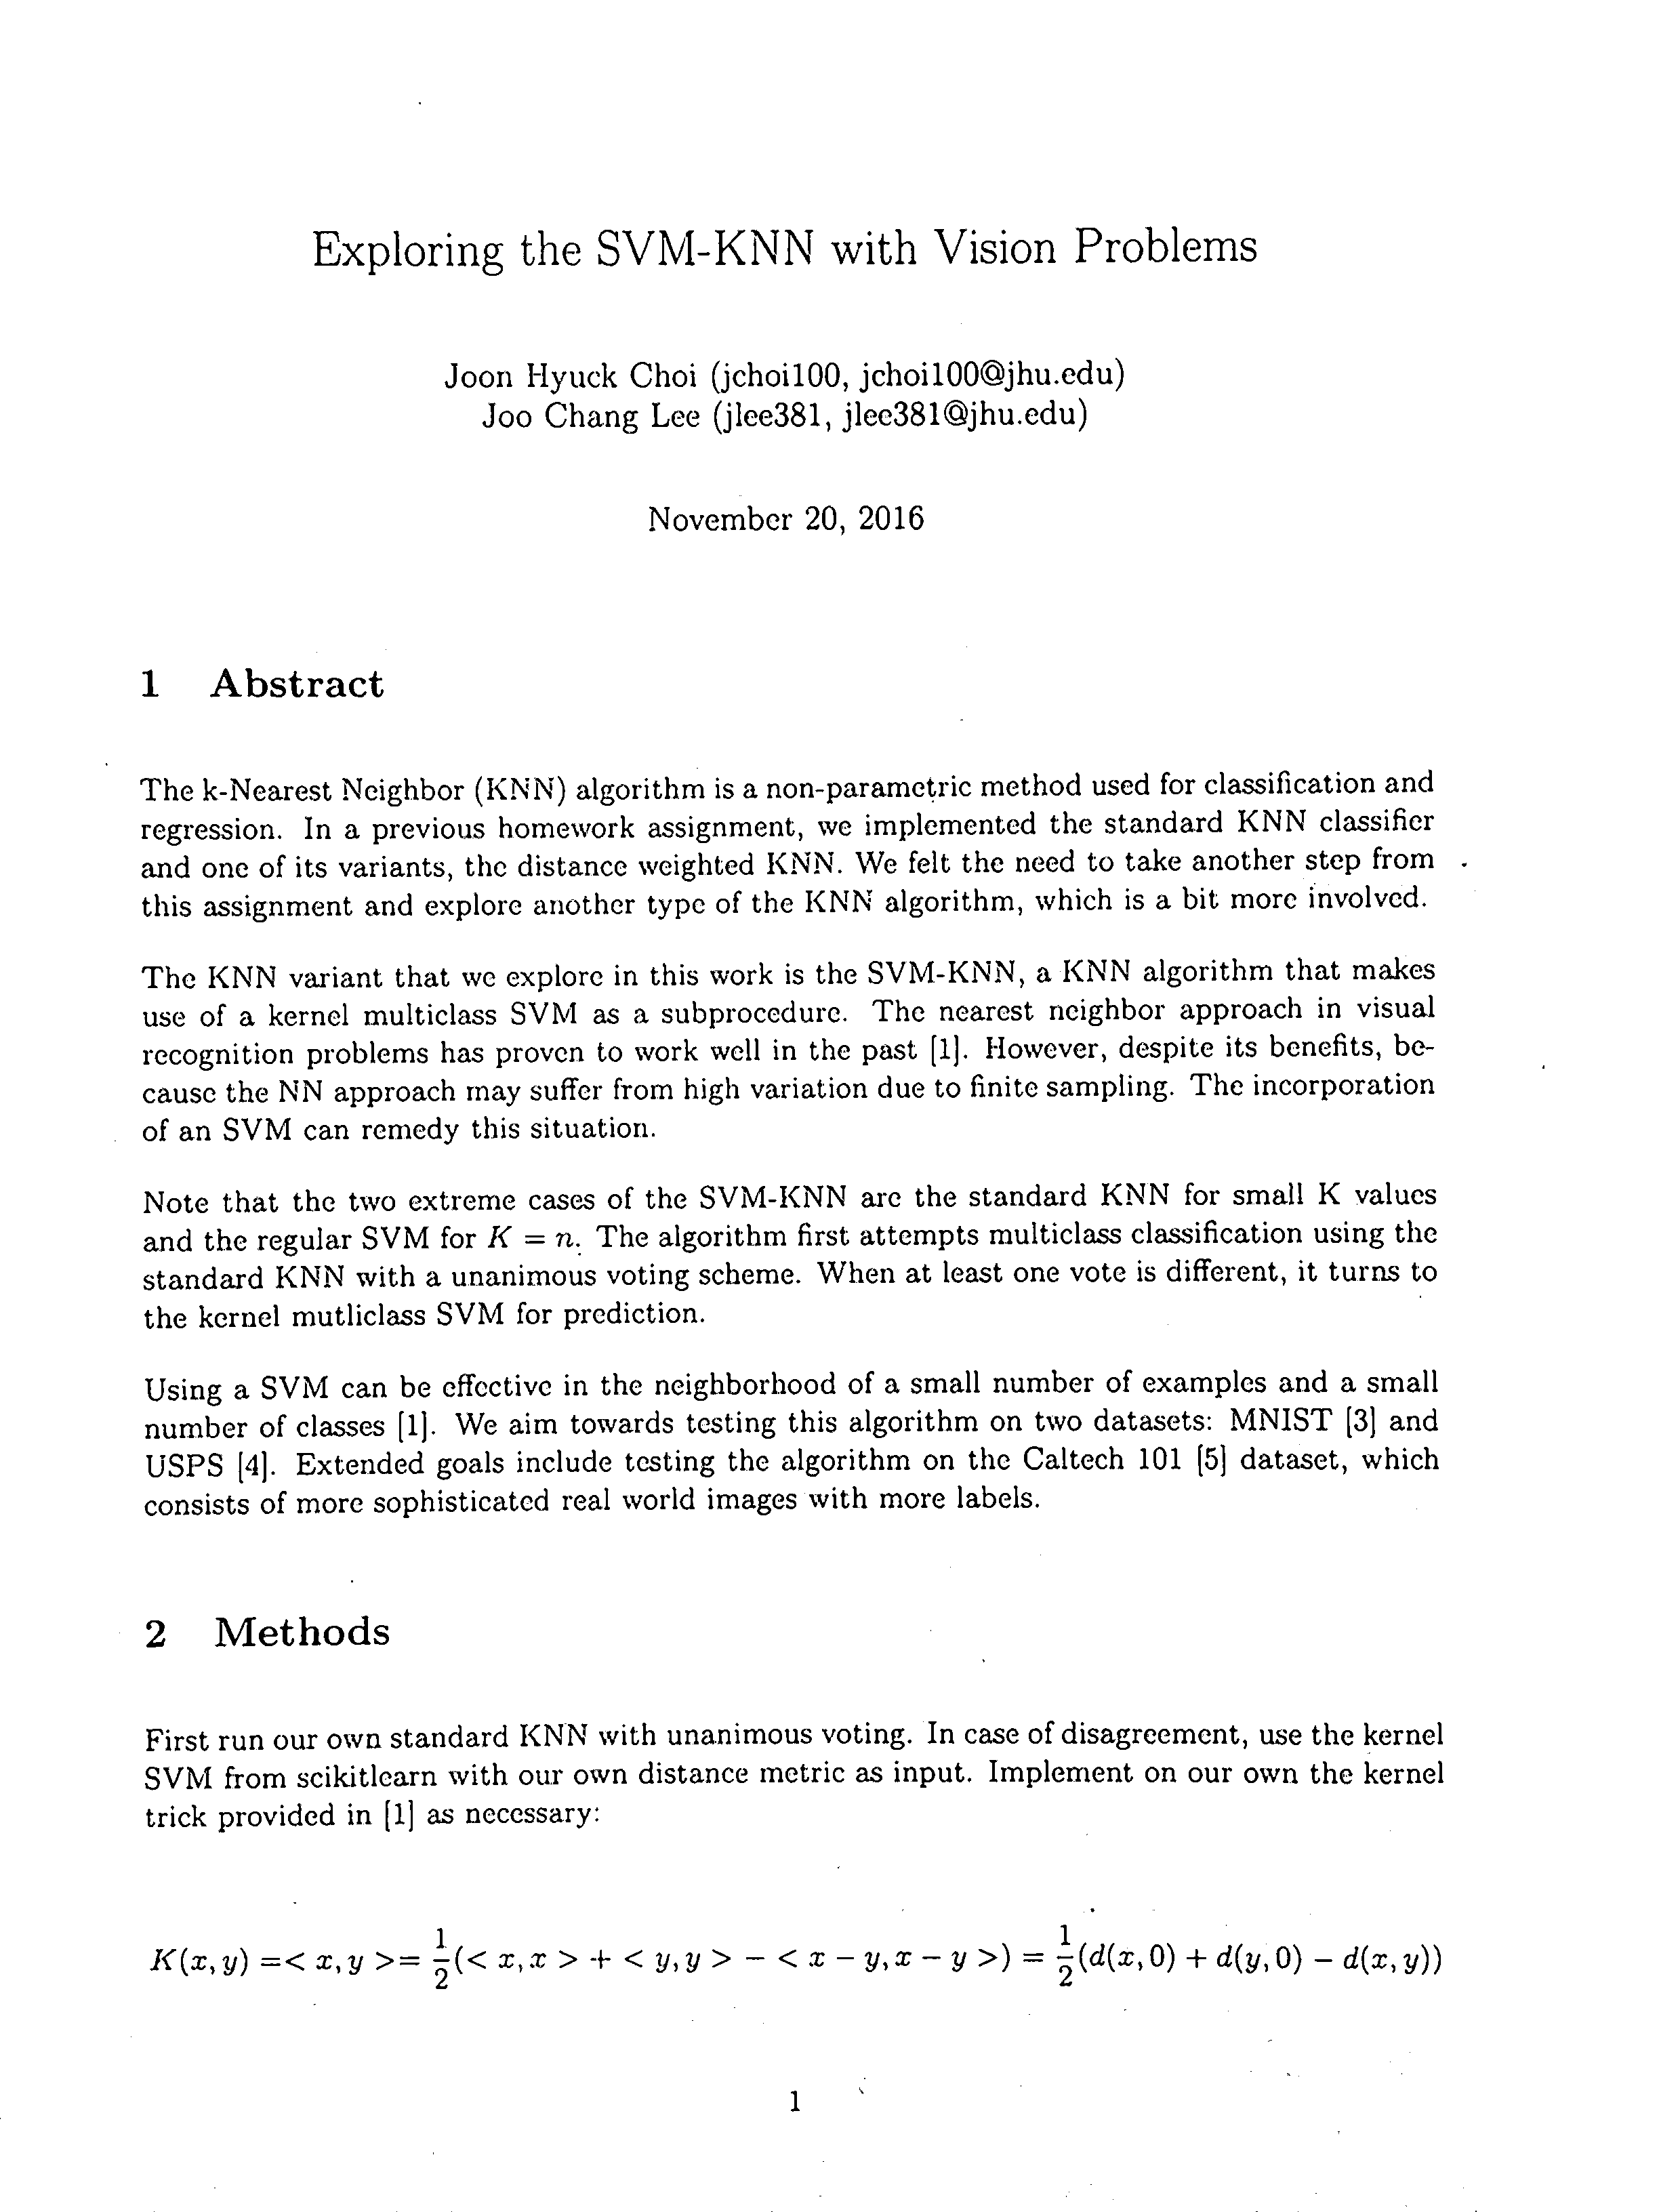 Exploring the SVM-KNN with Vision Problems
Joon Hyuck Choi (jchoi100, jchoi100@jhu.edu)
Joo Chang Lee (jlee381, jlee381@jhu.edu)
November 20, 2016
1 Abstract
The k-Nearest Neighbor (KNN) algorithm is a non-parametric method used for classification and
regression. In a previous homework assignment, we implemented the standard KNN classifier
and one of its variants, the distance weighted KNN. We felt the need to take another step from
this assignment and explore another type of the KNN algorithm, which is a bit more involved.
The KNN variant that we explore in this work is the SVM-KNN, a KNN algorithm that makes
use of a kernel multiclass SVM as a subprocedure. The nearest neighbor approach in visual
recognition problems has proven to work well in the past [1]. However, despite its benefits, be-
cause the NN approach may suffer from high variation due to finite sampling. The incorporation
of an SVM can remedy this situation.
Note that the two extreme cases of the SVM-KNN are the standard KNN for small K values
and the regular SVM for K = n. The algorithm first attempts multiclass classification using the
standard KNN with a unanimous voting scheme. When at least one vote is different, it turns to
the kernel mutliclass SVM for prediction.
Using a SVM can be effective in the neighborhood of a small number of examples and a small
number of classes [1]. We aim towards testing this algorithm on two datasets: MNIST [3] and
USPS [4]. Extended goals include testing the algorithm on the Caltech 101 [5] dataset, which
consists of more sophisticated real world images with more labels.
2 Methods
First run our own standard KNN with unanimous voting. In case of disagreement, use the kernel
SVM from scikitlearn with our own distance metric as input. Implement on our own the kernel
trick provided in [1] as necessary:
K(x, y) =< x, y >= 1/2(< x, x > + < y, y > − < x − y, x − y >) = 1/2(d(x, 0) + d(y, 0) − d(x, y))
1